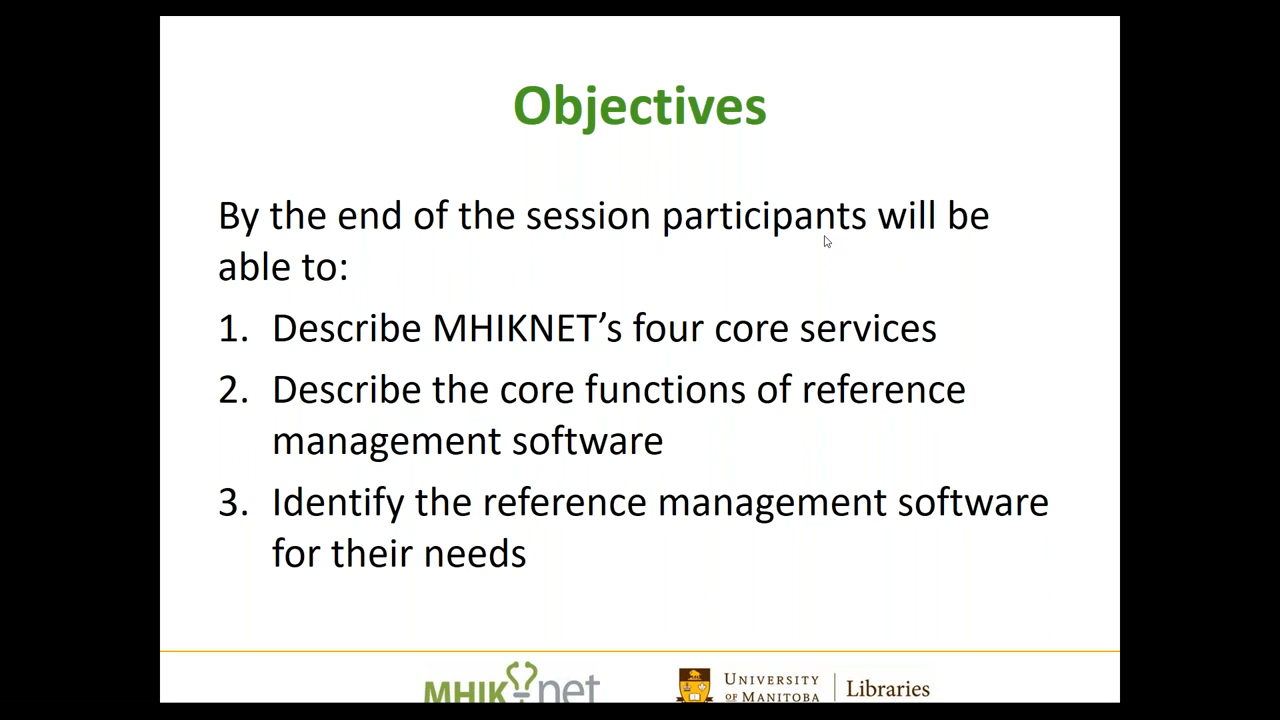 Objectives
By the end of the session participants will be
able to:
1. Describe MHIKNET’s four core services
2. Describe the core functions of reference
management software
3. Identify the reference management software
for their needs
MHIKnet
UNIVERSITY
OF MANITOBA
Libraries